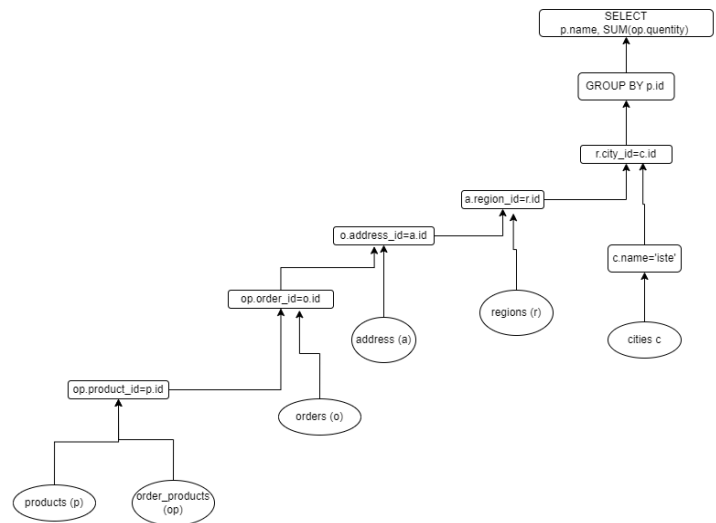 SELECT
p.name, SUM(op.quentity)
GROUP BY p.id
r.city_id=c.id
a.region_id=r.id
o.address_id=a.id
c.name='iste'
op.order_id=o.id
regions (r)
address (a)
cities c
op.product_id=p.id
orders (o)
products (p)
order_products
(op)